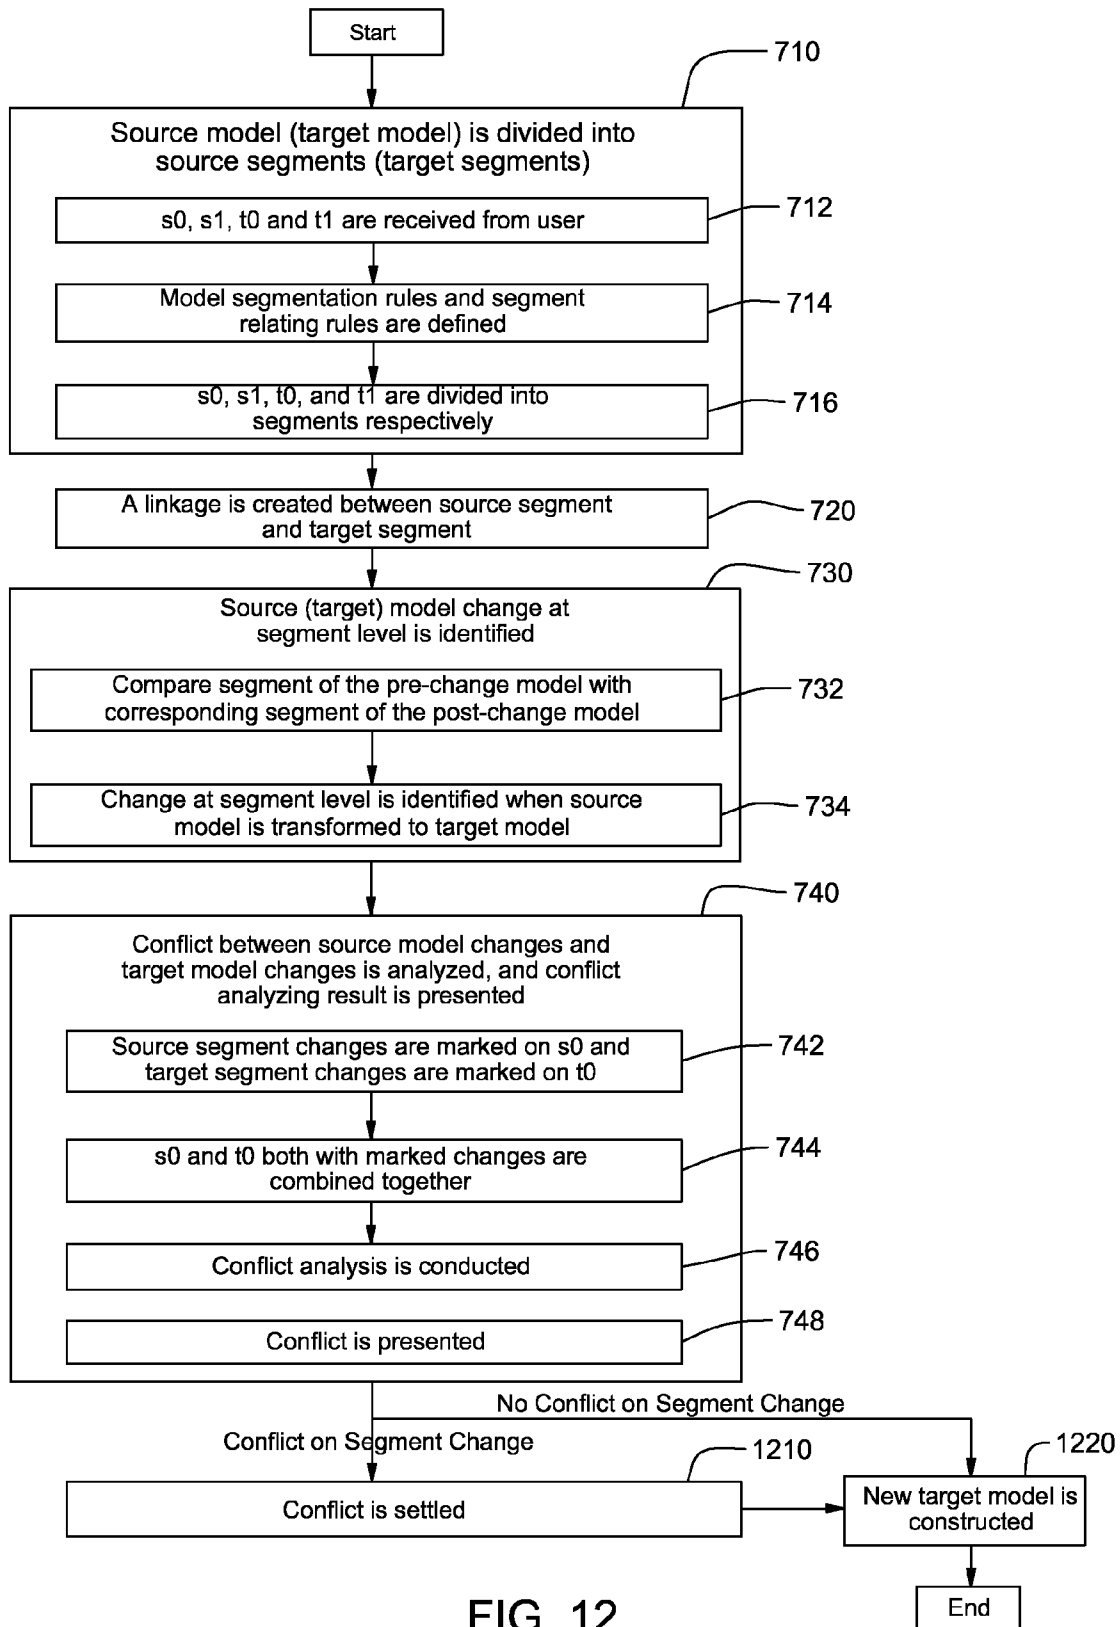 Start
710
Source model (target model) is divided into
source segments (target segments)
s0, s1, t0 and t1 are received from user
712
Model segmentation rules and segment
relating rules are defined
714
s0, s1, t0, and t1 are divided into
segments respectively
716
A linkage is created between source segment
and target segment
720
730
Source (target) model change at
segment level is identified
Compare segment of the pre-change model with
corresponding segment of the post-change model
732
Change at segment level is identified when source
model is transformed to target model
734
740
Conflict between source model changes and
target model changes is analyzed, and conflict
analyzing result is presented
Source segment changes are marked on s0 and
target segment changes are marked on t0
742
s0 and t0 both with marked changes are
combined together
744
Conflict analysis is conducted
746
Conflict is presented
748
No Conflict on Segment Change
Conflict on Segment Change
1210
1220
Conflict is settled
New target model is
constructed
End
FIG. 12